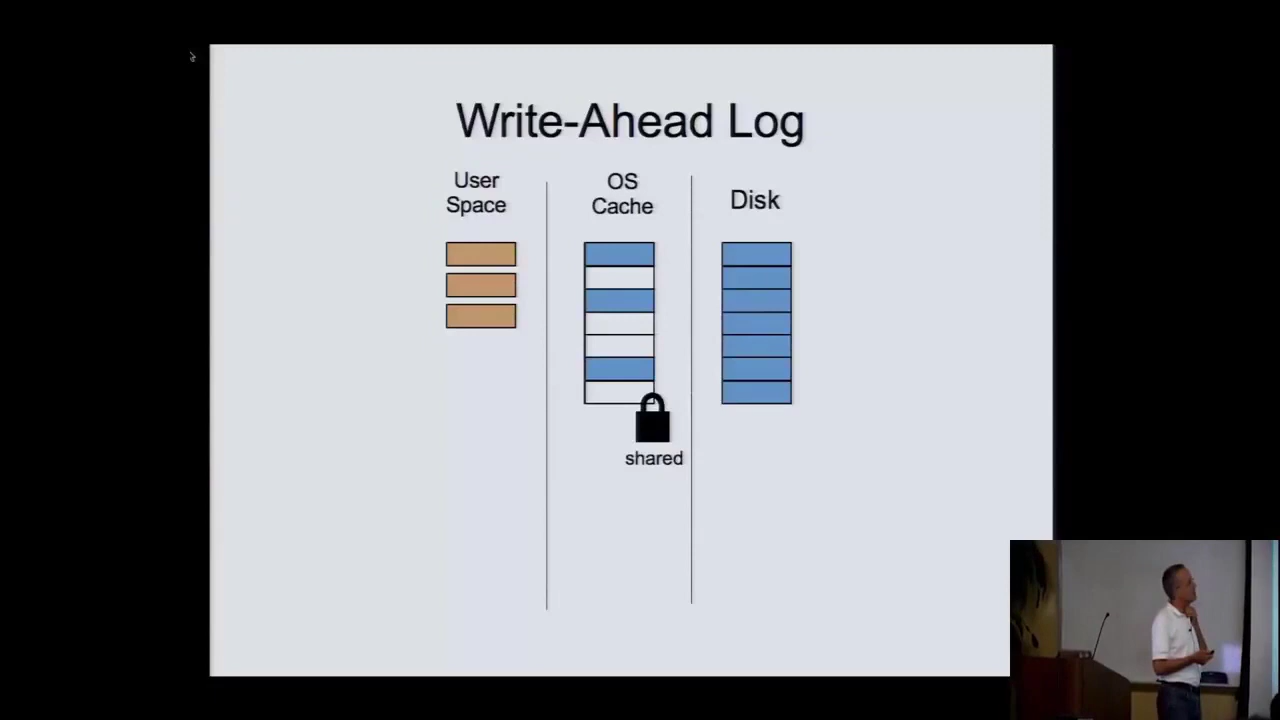 Write-Ahead Log
User
Space
OS
Cache
Disk
shared